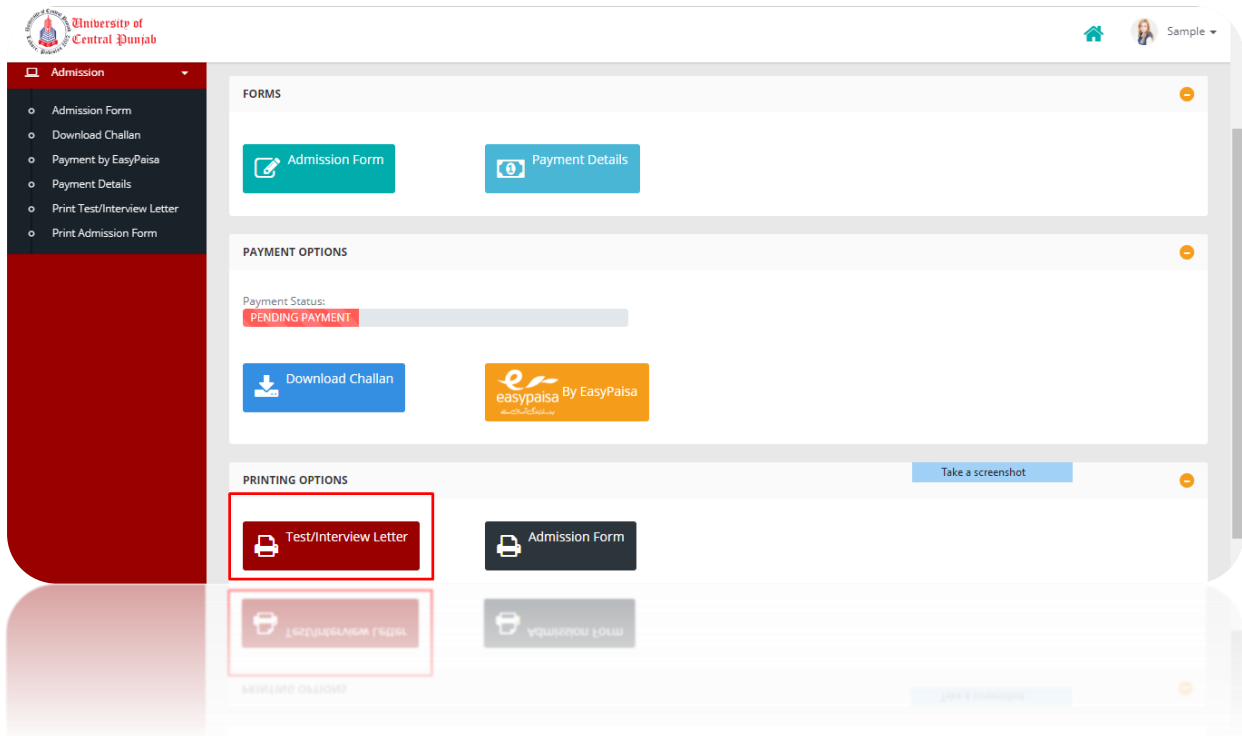 University of
Central Punjab
Sample
Admission
Admission Form
Download Challan
Payment by EasyPaisa
Payment Details
Print Test/Interview Letter
Print Admission Form
FORMS
Admission Form
Payment Details
PAYMENT OPTIONS
Payment Status:
PENDING PAYMENT
Download Challan
easypaisa
By EasyPaisa
PRINTING OPTIONS
Take a screenshot
Test/Interview Letter
Admission Form